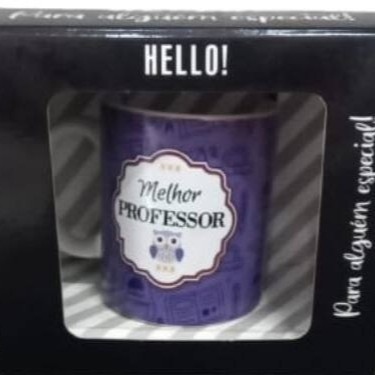 Para alguém especial!
HELLO!
Melhor
PROFESSOR
Para alguém especial!